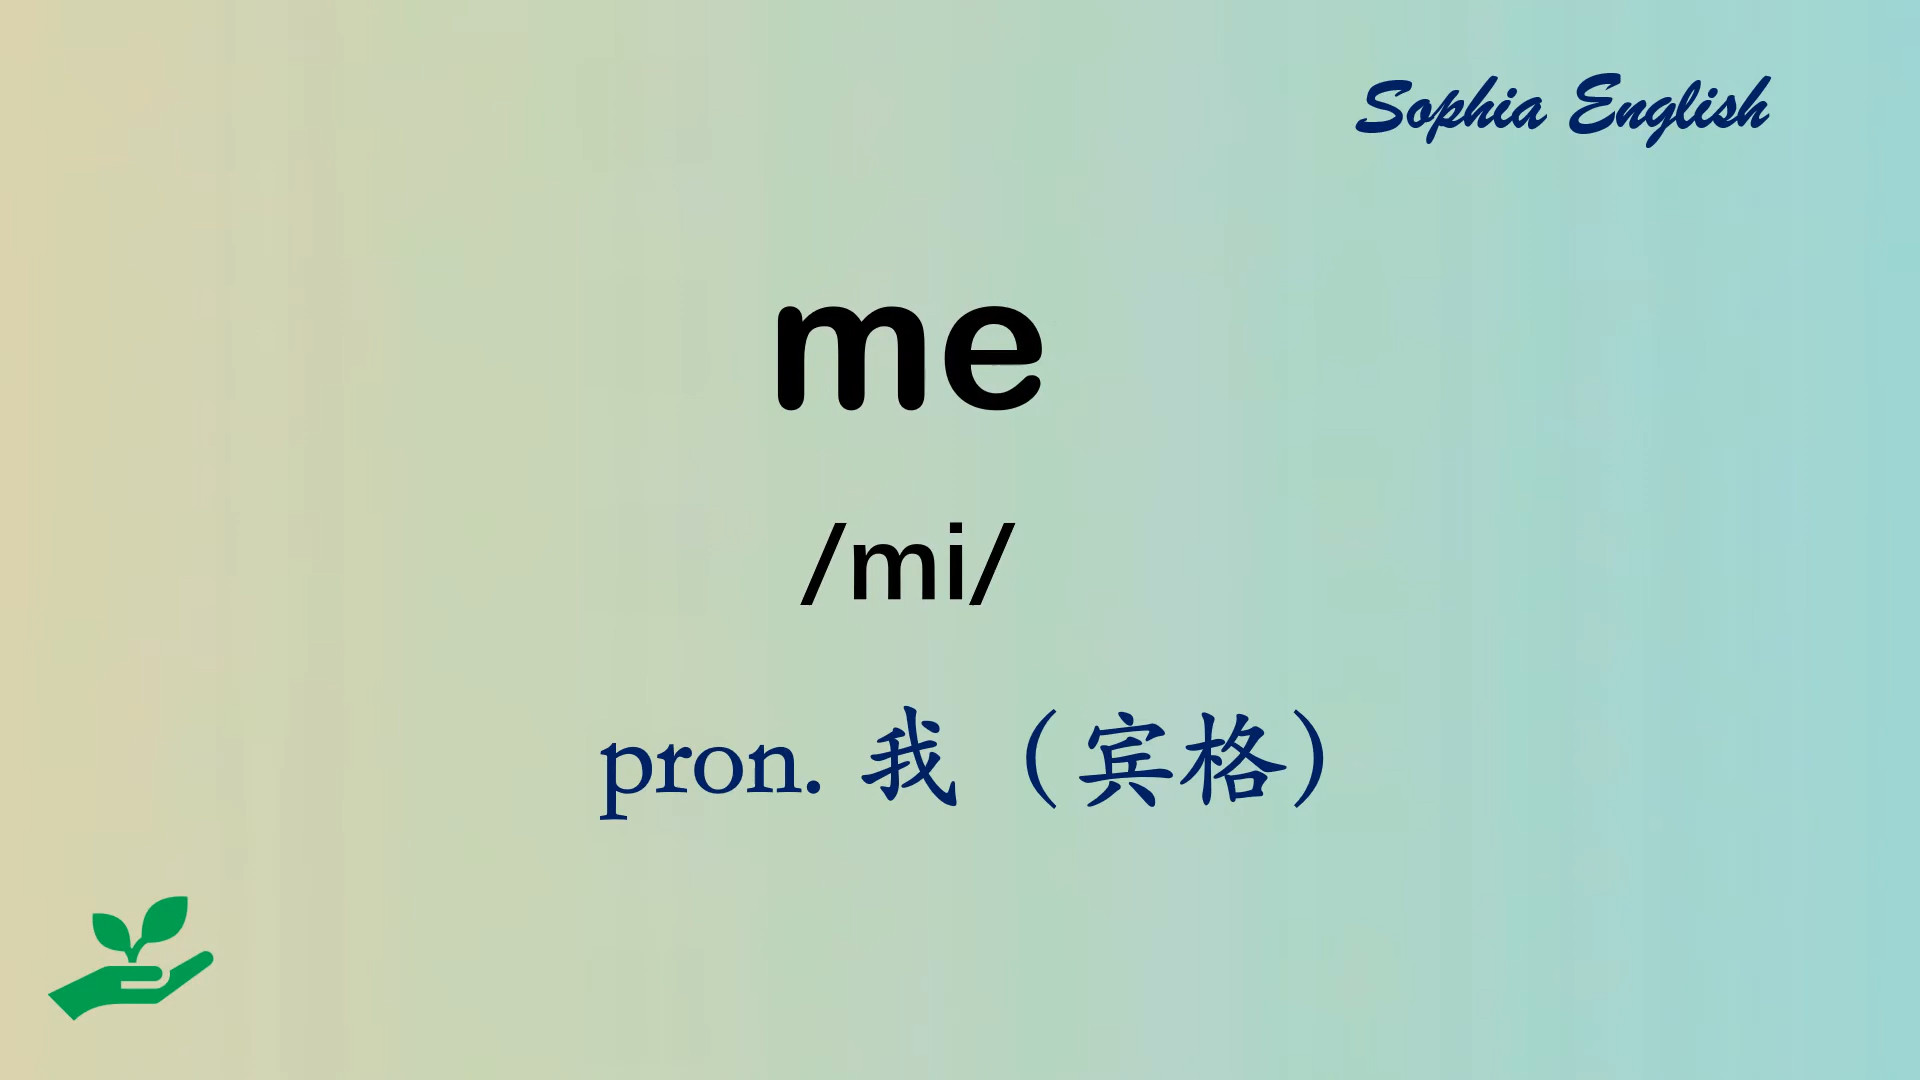 Sophia English
me
/mi/
pron. 我（宾格）